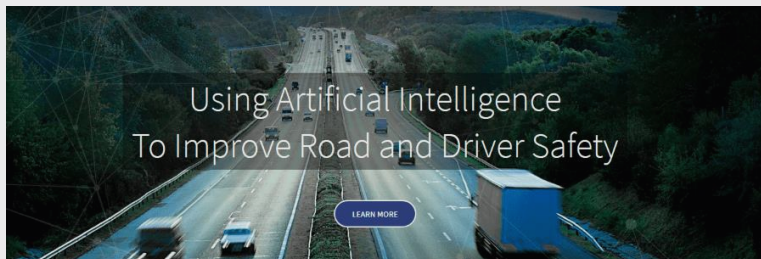 Using Artificial Intelligence
To Improve Road and Driver Safety
LEARN MORE